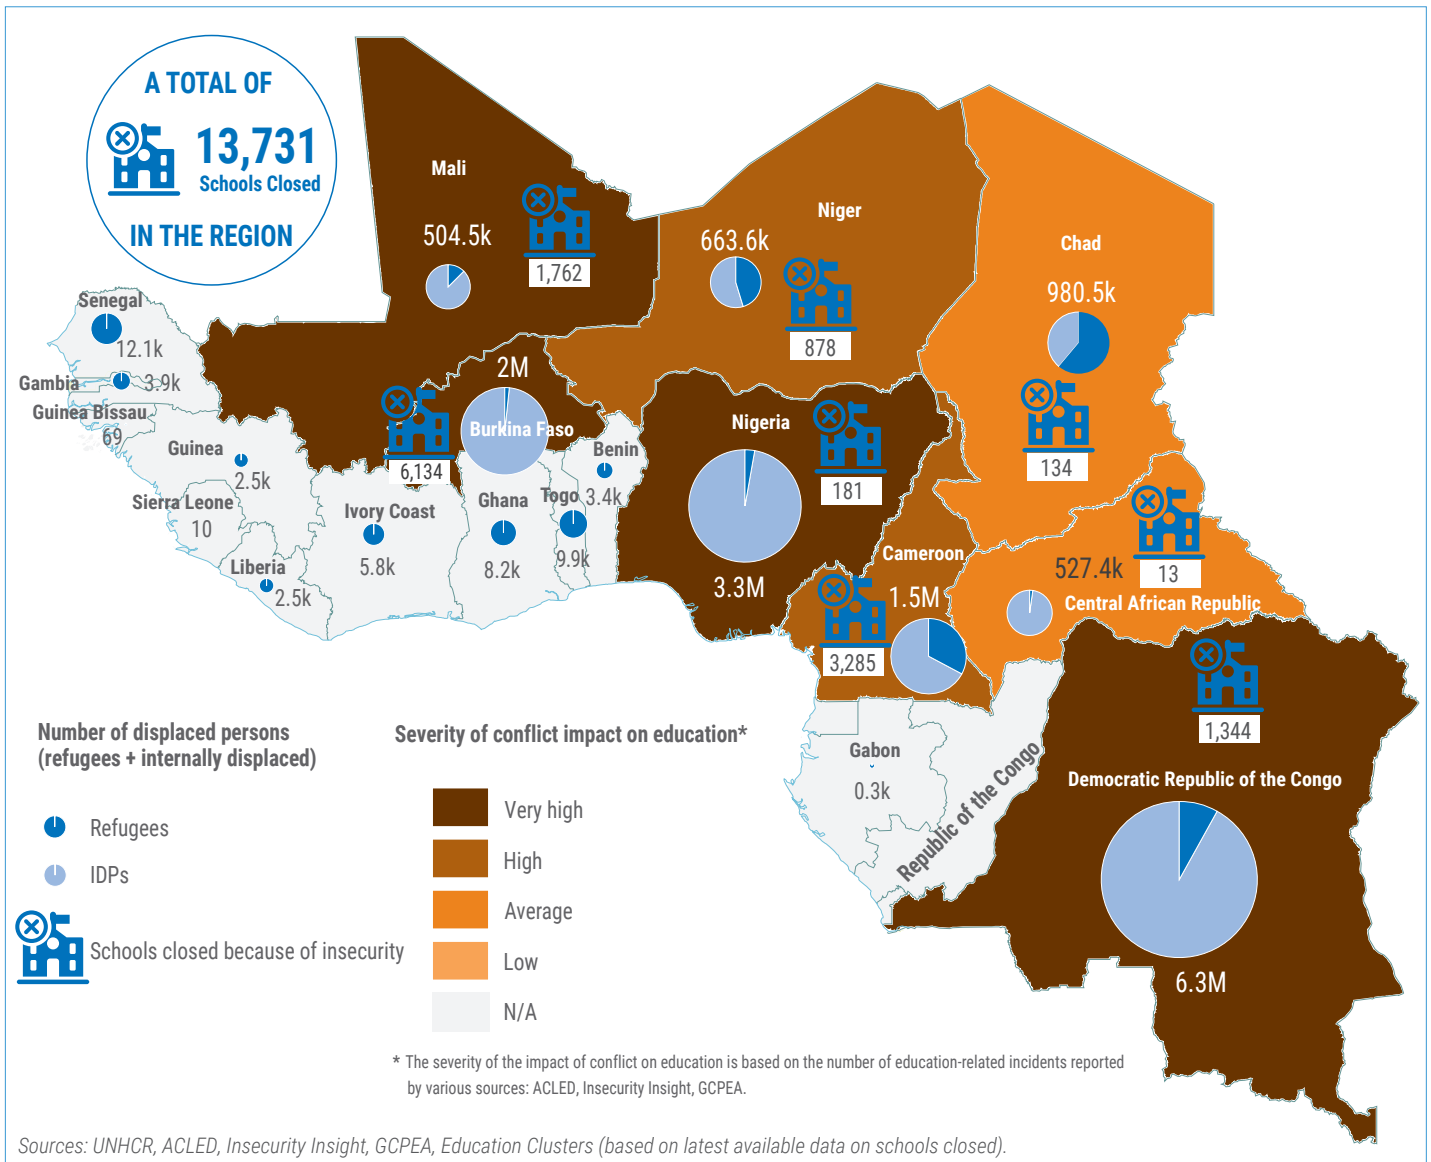 A TOTAL OF
13,731
Schools Closed
IN THE REGION
Mali
504.5k
1,762
Niger
663.6k
878
Chad
980.5k
134
Senegal
12.1k
Gambia
3.9k
Guinea Bissau
69
Guinea
2.5k
Sierra Leone
10
Liberia
2.5k
Ivory Coast
5.8k
2M
Burkina Faso
6,134
Ghana
8.2k
Togo
9.9k
Benin
3.4k
Nigeria
181
3.3M
Cameroon
1.5M
3,285
527.4k
13
Central African Republic
1,344
Democratic Republic of the Congo
6.3M
Gabon
0.3k
Republic of the Congo
Number of displaced persons
(refugees + internally displaced)
Refugees
IDPs
Schools closed because of insecurity
Severity of conflict impact on education*
Very high
High
Average
Low
N/A
* The severity of the impact of conflict on education is based on the number of education-related incidents reported
by various sources: ACLED, Insecurity Insight, GCPEA.
Sources: UNHCR, ACLED, Insecurity Insight, GCPEA, Education Clusters (based on latest available data on schools closed).